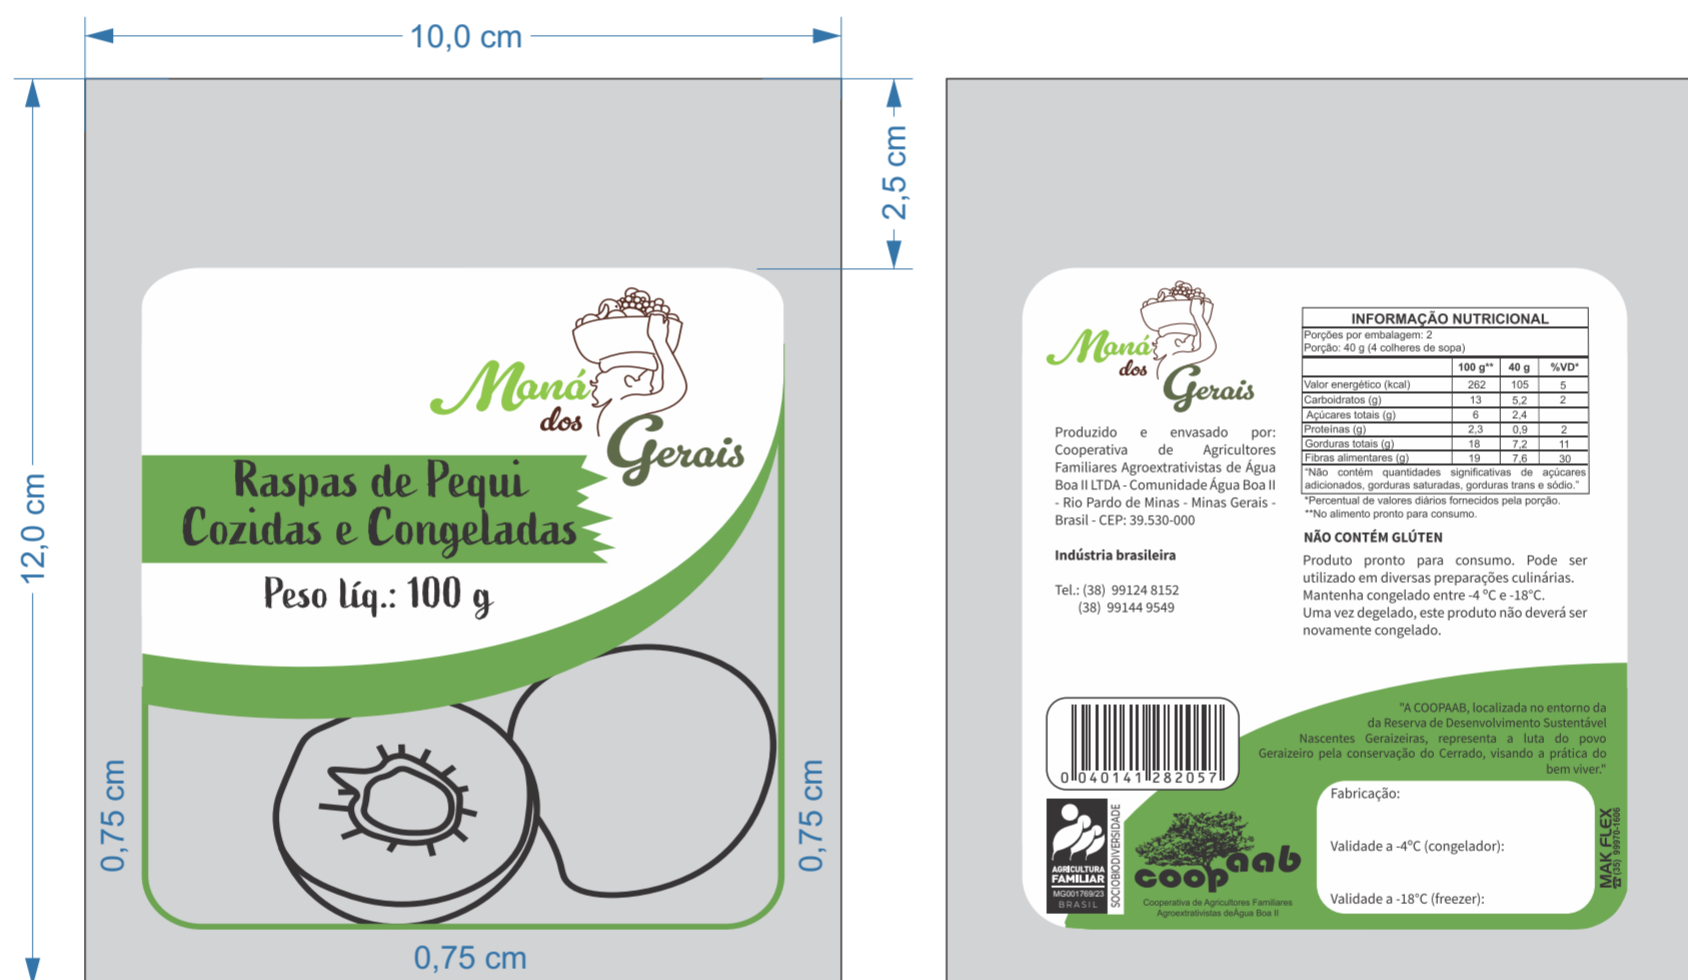 10,0 cm
12,0 cm
2,5 cm
Maná
dos
Gerais
Raspas de Pequi
Cozidas e Congeladas
Peso líq.: 100 g
0,75 cm
0,75 cm
0,75 cm
Maná
dos
Gerais
Produzido e envasado por:
Cooperativa de Agricultores
Familiares Agroextrativistas de Água
Boa II LTDA - Comunidade Água Boa II
- Rio Pardo de Minas - Minas Gerais -
Brasil - CEP: 39.530-000
Indústria brasileira
Tel.: (38) 99124 8152
(38) 99144 9549
INFORMAÇÃO NUTRICIONAL
Porções por embalagem: 2
Porção: 40 g (4 colheres de sopa)
100 g** 40 g %VD*
Valor energético (kcal) 262 105 5
Carboidratos (g) 13 5,2 2
Açúcares totais (g) 6 2,4
Proteínas (g) 2,3 0,9 2
Gorduras totais (g) 18 7,2 11
Fibras alimentares (g) 19 7,6 30
"Não contém quantidades significativas de açúcares
adicionados, gorduras saturadas, gorduras trans e sódio."
*Percentual de valores diários fornecidos pela porção.
**No alimento pronto para consumo.
NÃO CONTÉM GLÚTEN
Produto pronto para consumo. Pode ser
utilizado em diversas preparações culinárias.
Mantenha congelado entre -4 ºC e -18°C.
Uma vez degelado, este produto não deverá ser
novamente congelado.
0 040141 282057
"A COOPAAB, localizada no entorno da
da Reserva de Desenvolvimento Sustentável
Nascentes Geraizeiras, representa a luta do povo
Geraizeiro pela conservação do Cerrado, visando a prática do
bem viver."
AGRICULTURA
FAMILIAR
MG001769/23
BRASIL
SOCIOBIODIVERSIDADE
coopaab
Cooperativa de Agricultores Familiares
Agroextrativistas deÁgua Boa II
Fabricação:
Validade a -4ºC (congelador):
Validade a -18°C (freezer):
MAK FLEX
☎(35) 99970-1606